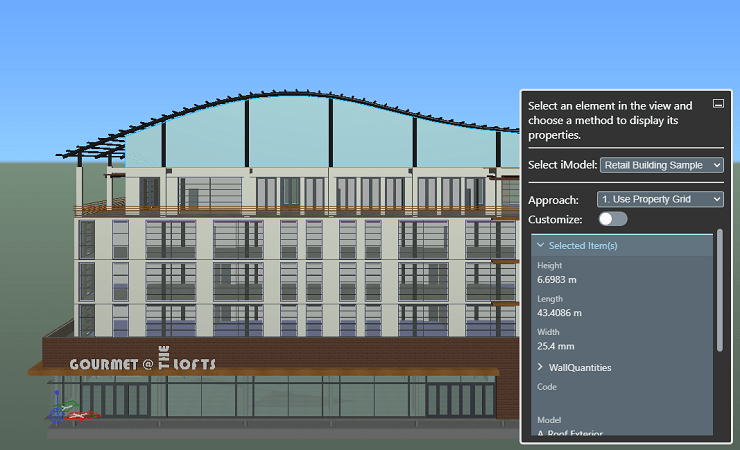 GOURMET @ THE LOFTS
Select an element in the view and
choose a method to display its
properties.
Select iModel: Retail Building Sample
Approach: 1. Use Property Grid
Customize:
Selected Item(s)
Height
6.6983 m
Length
43.4086 m
Width
25.4 mm
WallQuantities
Code
Model
A_Roof Exterior